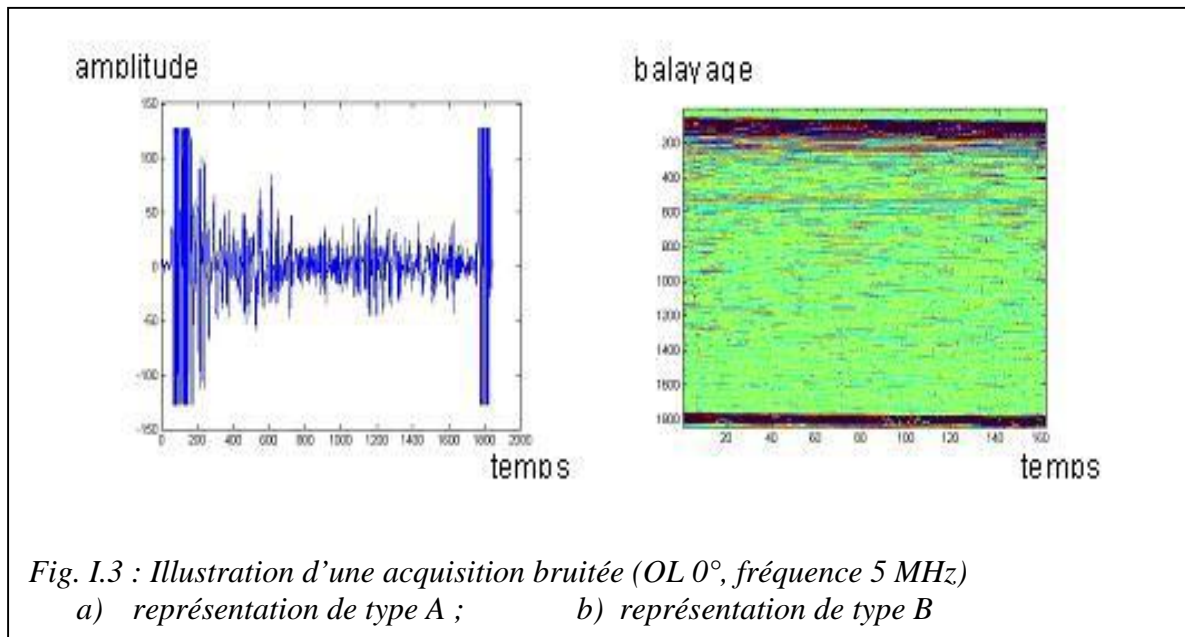 amplitude
balayage
150
100
50
0
-50
-100
-150
0 200 400 600 800 1000 1200 1400 1600 1800 2000
temps
200
400
600
800
1000
1200
1400
1600
1800
20 40 60 80 100 120 140 160
temps
Fig. I.3 : Illustration d’une acquisition bruitée (OL 0°, fréquence 5 MHz)
a) représentation de type A ; b) représentation de type B